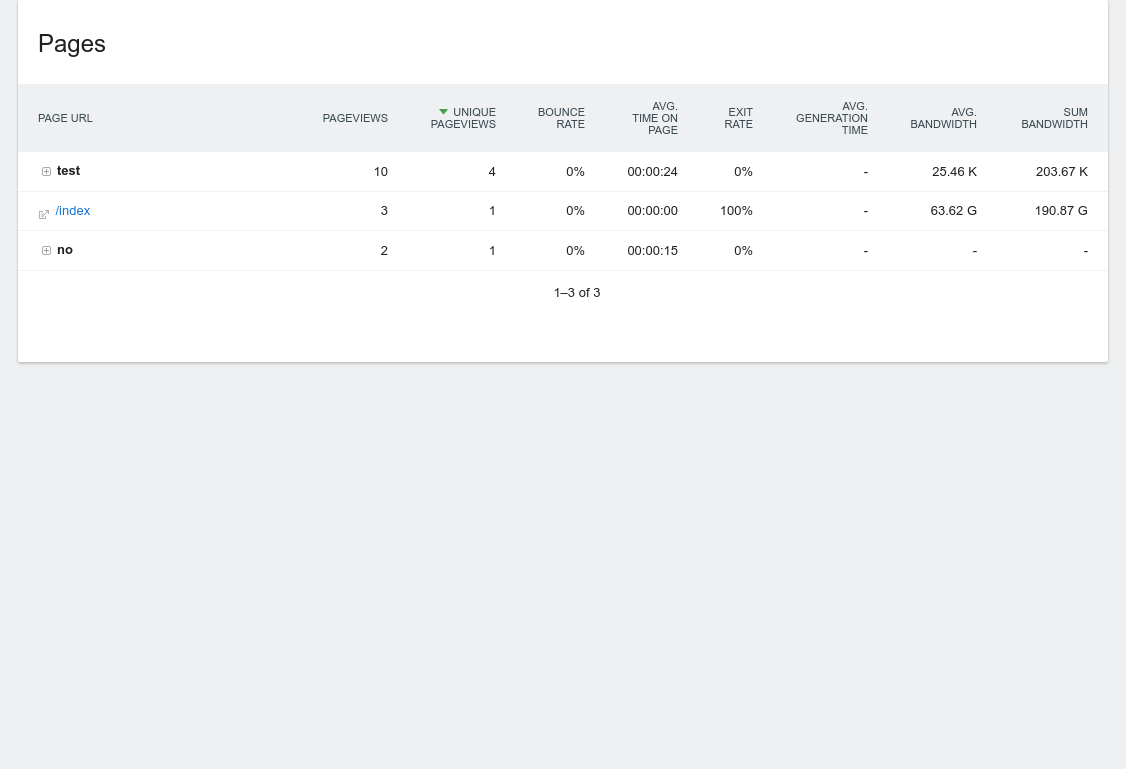 Pages
PAGE URL PAGEVIEWS UNIQUE PAGEVIEWS BOUNCE RATE AVG. TIME ON PAGE EXIT RATE AVG. GENERATION TIME AVG. BANDWIDTH SUM BANDWIDTH
test 10 4 0% 00:00:24 0% - 25.46 K 203.67 K
/index 3 1 0% 00:00:00 100% - 63.62 G 190.87 G
no 2 1 0% 00:00:15 0% - - -
1–3 of 3